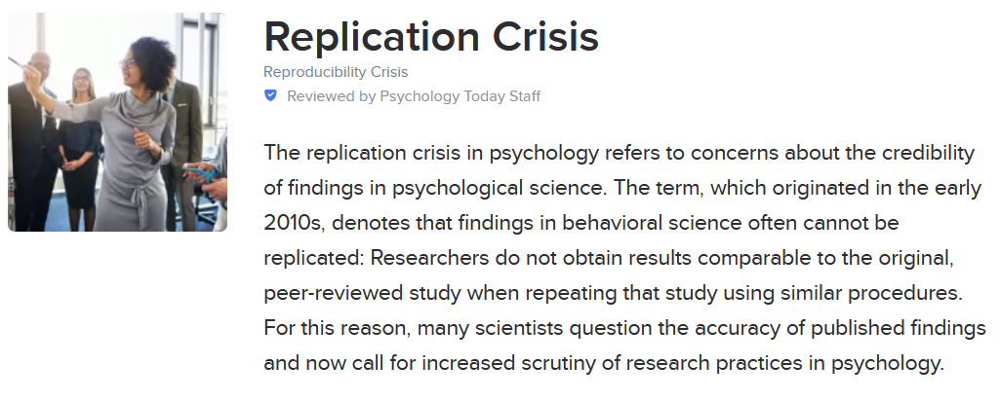 Replication Crisis
Reproducibility Crisis
Reviewed by Psychology Today Staff
The replication crisis in psychology refers to concerns about the credibility
of findings in psychological science. The term, which originated in the early
2010s, denotes that findings in behavioral science often cannot be
replicated: Researchers do not obtain results comparable to the original,
peer-reviewed study when repeating that study using similar procedures.
For this reason, many scientists question the accuracy of published findings
and now call for increased scrutiny of research practices in psychology.